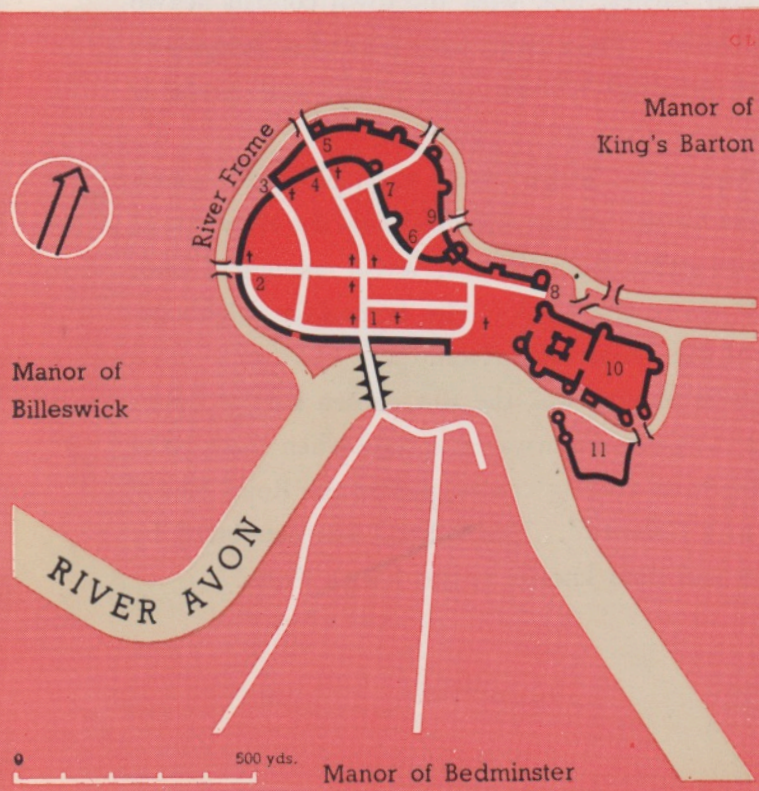 Manor of
King's Barton
River Frome
5
3
4
7
9
6
2
8
1
10
11
Manor of
Billeswick
RIVER AVON
0
500 yds.
Manor of Bedminster